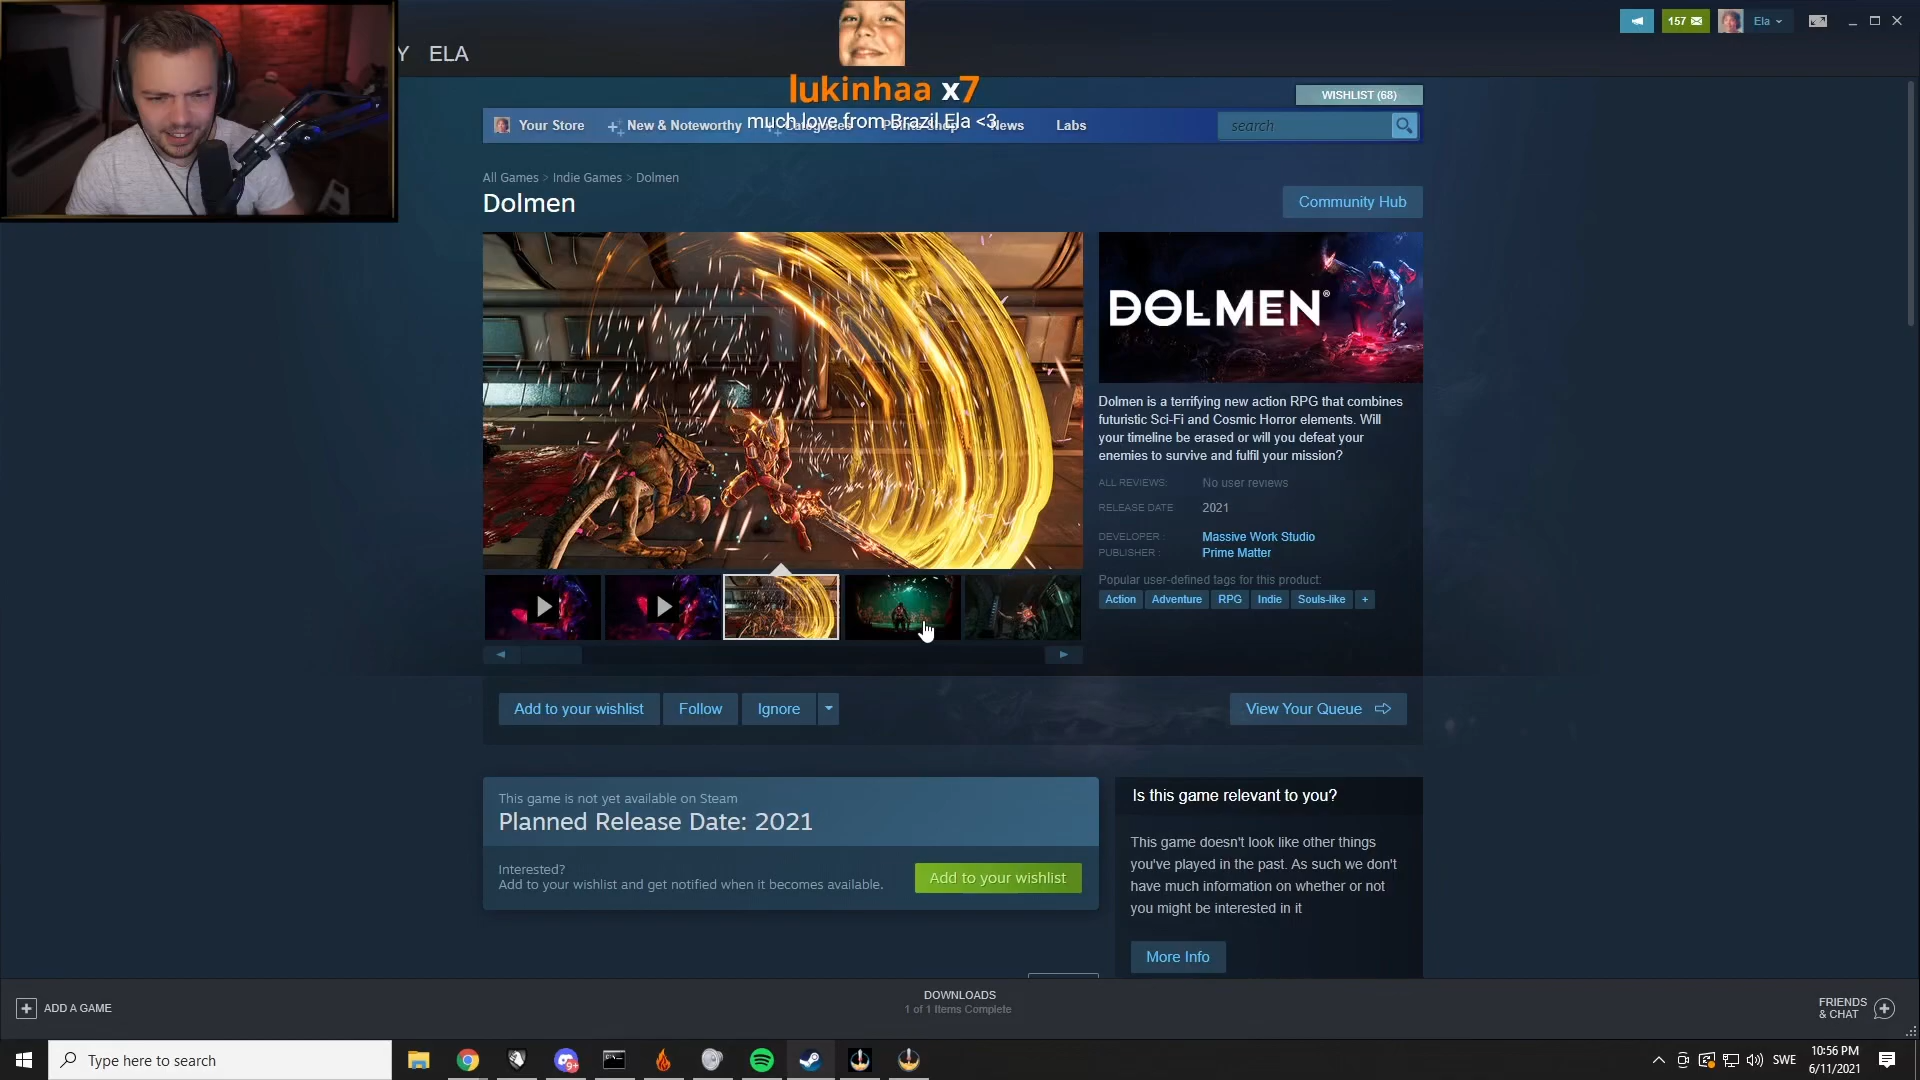 Y ELA
157
Ela
lukinhaa x7
much love from Brazil Ela <3
WISHLIST (68)
Your Store
New & Noteworthy
Categories
Points Shop
News
Labs
search
All Games > Indie Games > Dolmen
Dolmen
Community Hub
DOLMEN®
Dolmen is a terrifying new action RPG that combines
futuristic Sci-Fi and Cosmic Horror elements. Will
your timeline be erased or will you defeat your
enemies to survive and fulfil your mission?
ALL REVIEWS: No user reviews
RELEASE DATE 2021
DEVELOPER : Massive Work Studio
PUBLISHER : Prime Matter
Popular user-defined tags for this product:
Action Adventure RPG Indie Souls-like +
Add to your wishlist Follow Ignore View Your Queue
This game is not yet available on Steam
Planned Release Date: 2021
Interested?
Add to your wishlist and get notified when it becomes available.
Add to your wishlist
Is this game relevant to you?
This game doesn't look like other things
you've played in the past. As such we don't
have much information on whether or not
you might be interested in it
More Info
ADD A GAME
DOWNLOADS
1 of 1 Items Complete
FRIENDS
& CHAT
Type here to search
9+
SWE
10:56 PM
6/11/2021